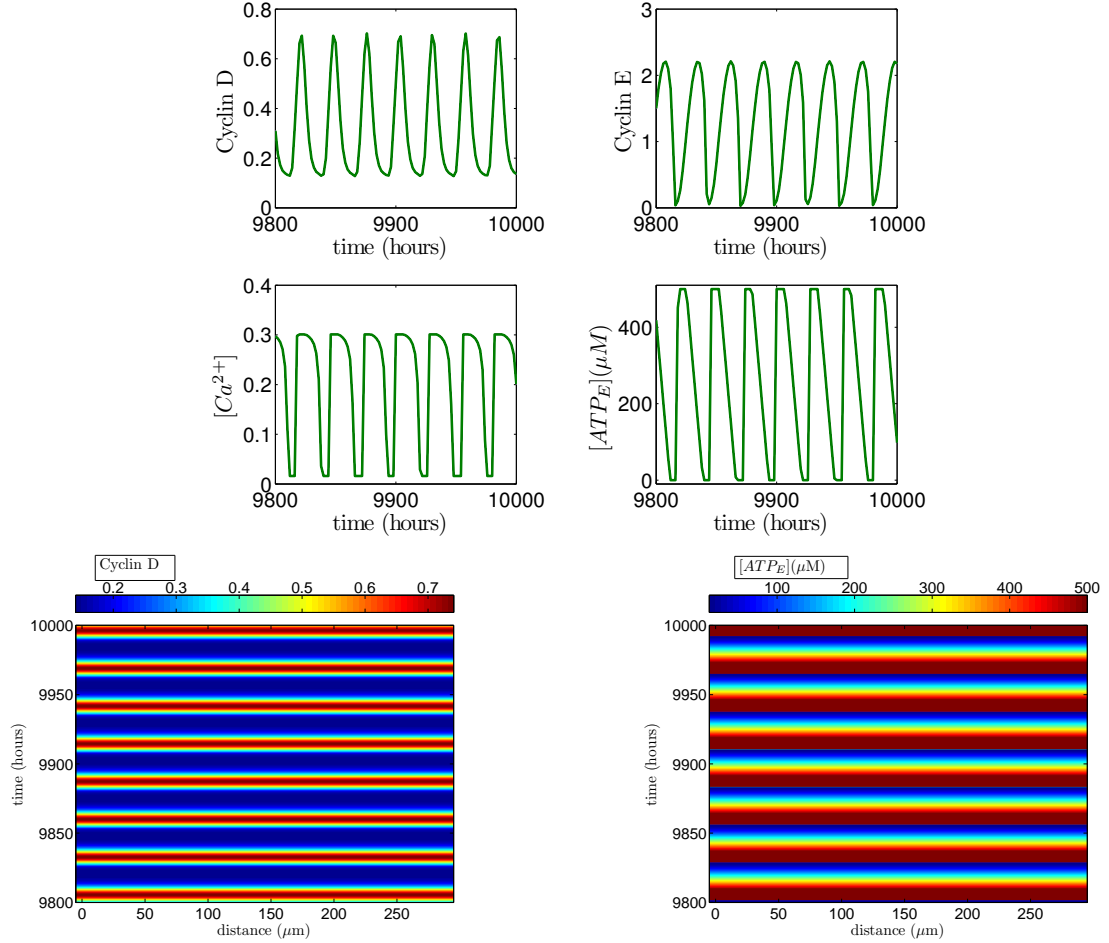 0.8
0.6
0.4
0.2
0
Cyclin D
9800
9900
10000
time (hours)
3
2
1
0
Cyclin E
9800
9900
10000
time (hours)
0.4
0.3
0.2
0.1
0
[Ca²⁺]
9800
9900
10000
time (hours)
400
200
0
[ATP_E](μM)
9800
9900
10000
time (hours)
Cyclin D
0.2 0.3 0.4 0.5 0.6 0.7
10000
9950
9900
9850
9800
time (hours)
0 50 100 150 200 250
distance (μm)
[ATP_E](μM)
100 200 300 400 500
10000
9950
9900
9850
9800
time (hours)
0 50 100 150 200 250
distance (μm)